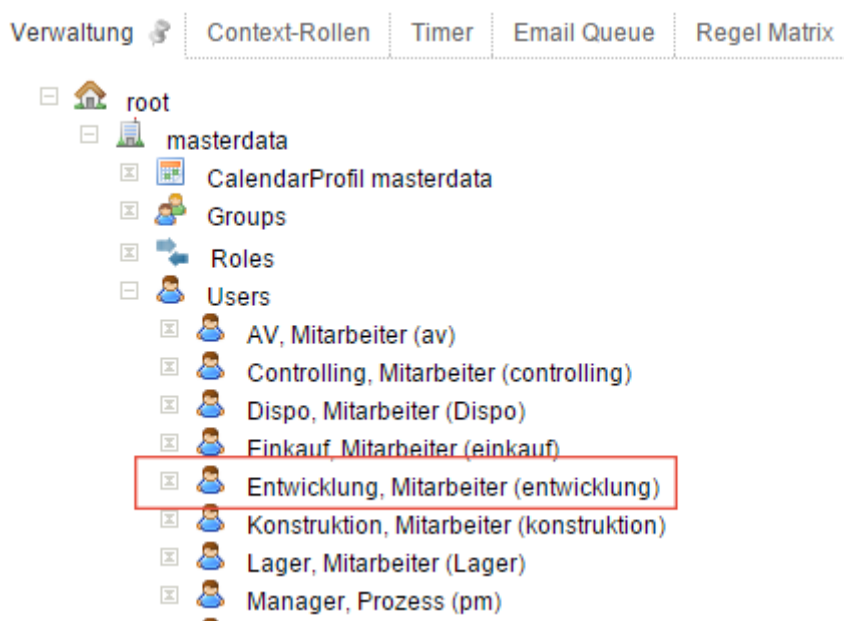 Verwaltung Context-Rollen Timer Email Queue Regel Matrix
root
masterdata
CalendarProfil masterdata
Groups
Roles
Users
AV, Mitarbeiter (av)
Controlling, Mitarbeiter (controlling)
Dispo, Mitarbeiter (Dispo)
Einkauf, Mitarbeiter (einkauf)
Entwicklung, Mitarbeiter (entwicklung)
Konstruktion, Mitarbeiter (konstruktion)
Lager, Mitarbeiter (Lager)
Manager, Prozess (pm)